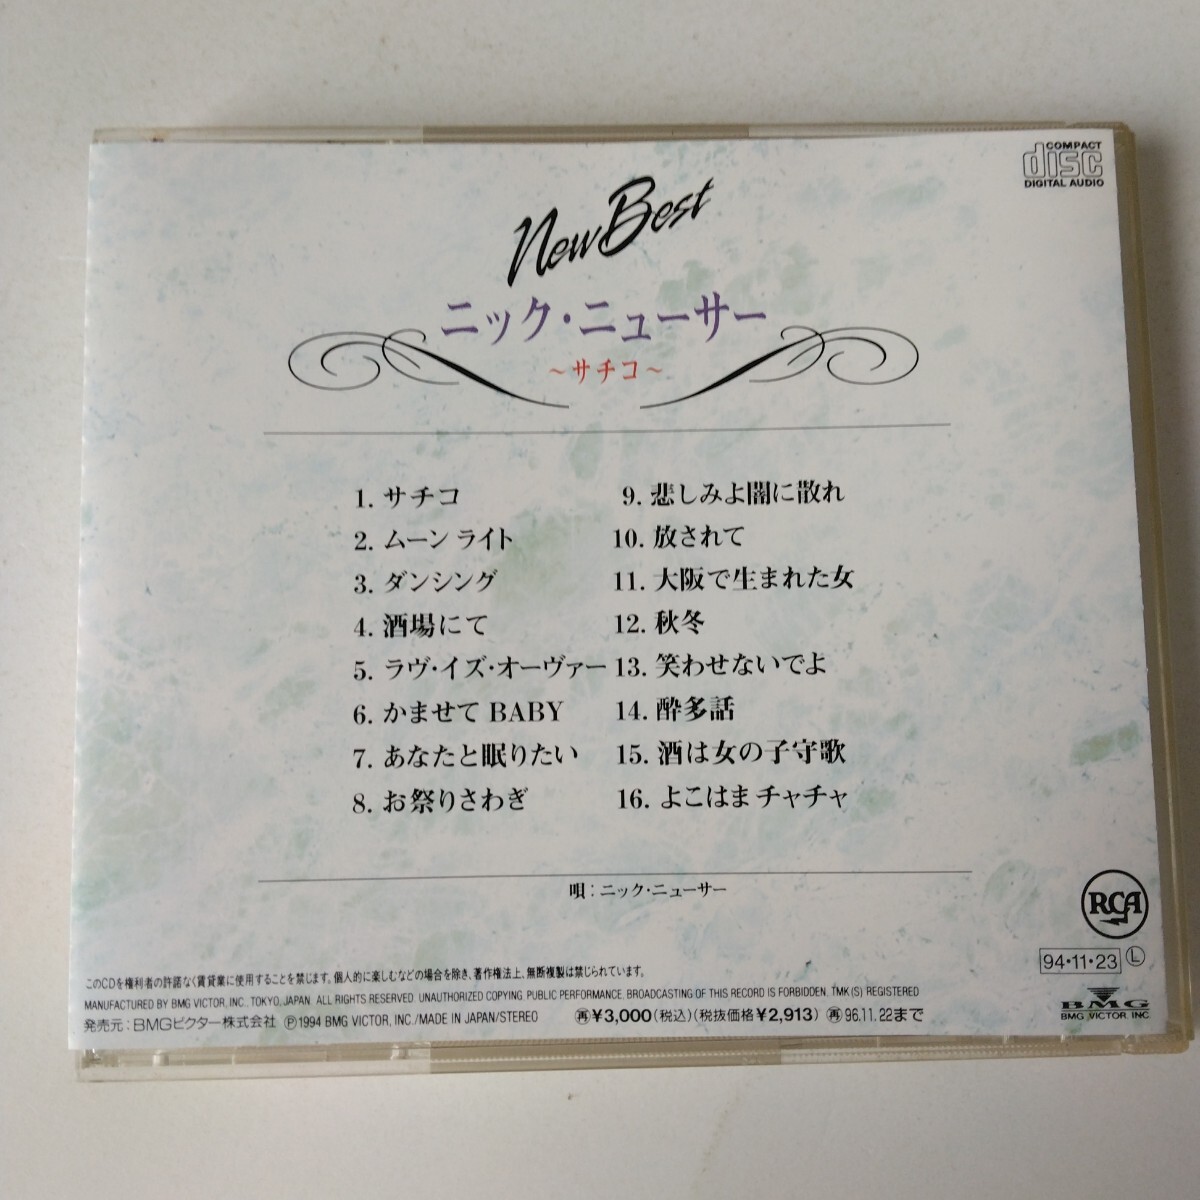 COMPACT
disc
DIGITAL AUDIO
New Best
ニック・ニューサー
～サチコ～
1. サチコ
2. ムーン ライト
3. ダンシング
4. 酒場にて
5. ラヴ・イズ・オーヴァー
6. かませて BABY
7. あなたと眠りたい
8. お祭りさわぎ
9. 悲しみよ闇に散れ
10. 放されて
11. 大阪で生まれた女
12. 秋冬
13. 笑わせないでよ
14. 酔多話
15. 酒は女の子守歌
16. よこはま チャチャ
唄：ニック・ニューサー
RCA
94・11・23 Ⓛ
BMG
BMG VICTOR, INC
このCDを権利者の許諾なく賃貸業に使用することを禁じます。個人的に楽しむなどの場合を除き、著作権法上、無断複製は禁じられています。
MANUFACTURED BY BMG VICTOR, INC., TOKYO, JAPAN. ALL RIGHTS RESERVED. UNAUTHORIZED COPYING, PUBLIC PERFORMANCE, BROADCASTING OF THIS RECORD IS FORBIDDEN. TMK(S) REGISTERED
発売元：BMGビクター株式会社 Ⓟ1994 BMG VICTOR, INC./MADE IN JAPAN/STEREO ㊢¥3,000（税込）（税抜価格¥2,913）㊢96.11.22まで